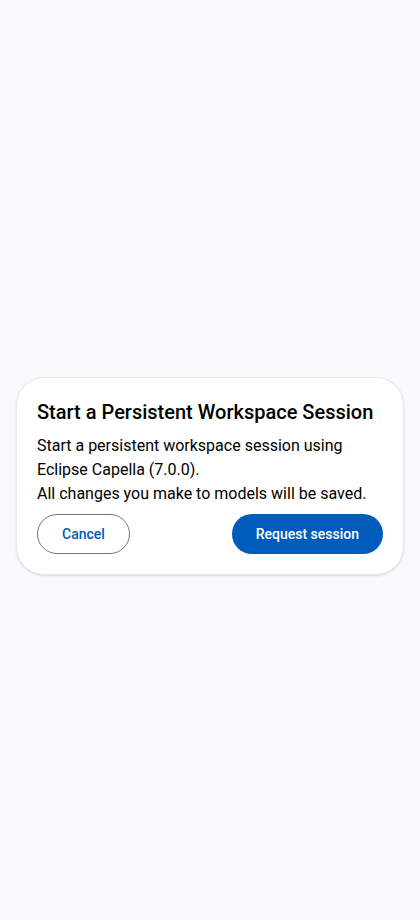 Start a Persistent Workspace Session
Start a persistent workspace session using
Eclipse Capella (7.0.0).
All changes you make to models will be saved.
Cancel
Request session